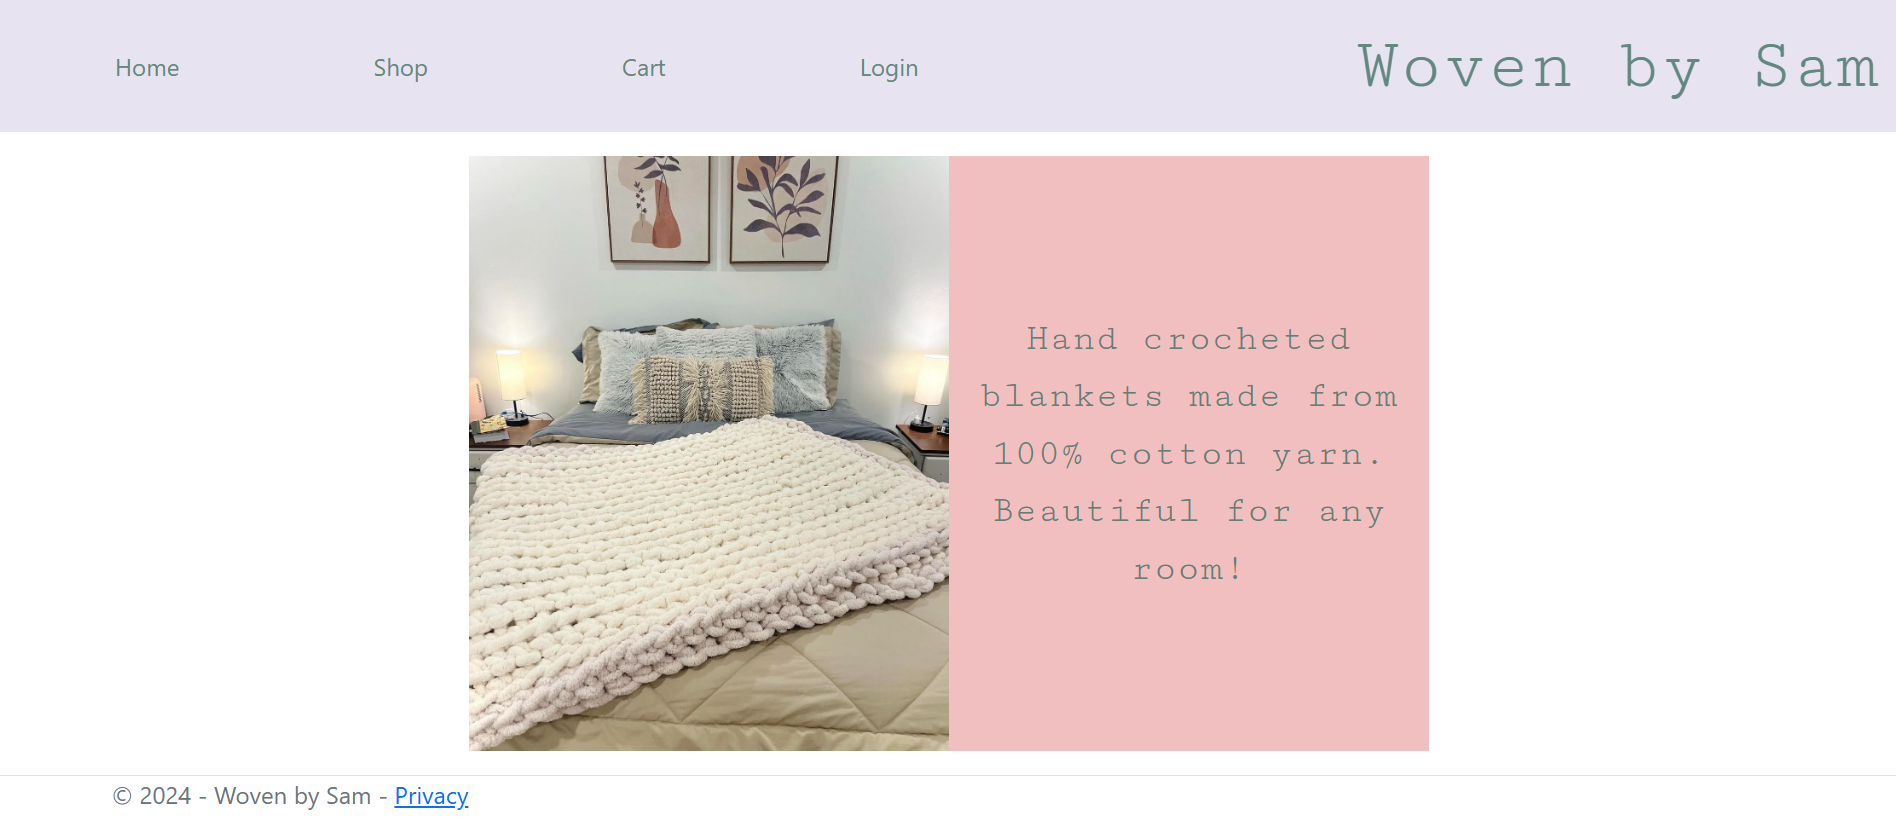 Home Shop Cart Login Woven by Sam
Hand crocheted
blankets made from
100% cotton yarn.
Beautiful for any
room!
© 2024 - Woven by Sam - Privacy